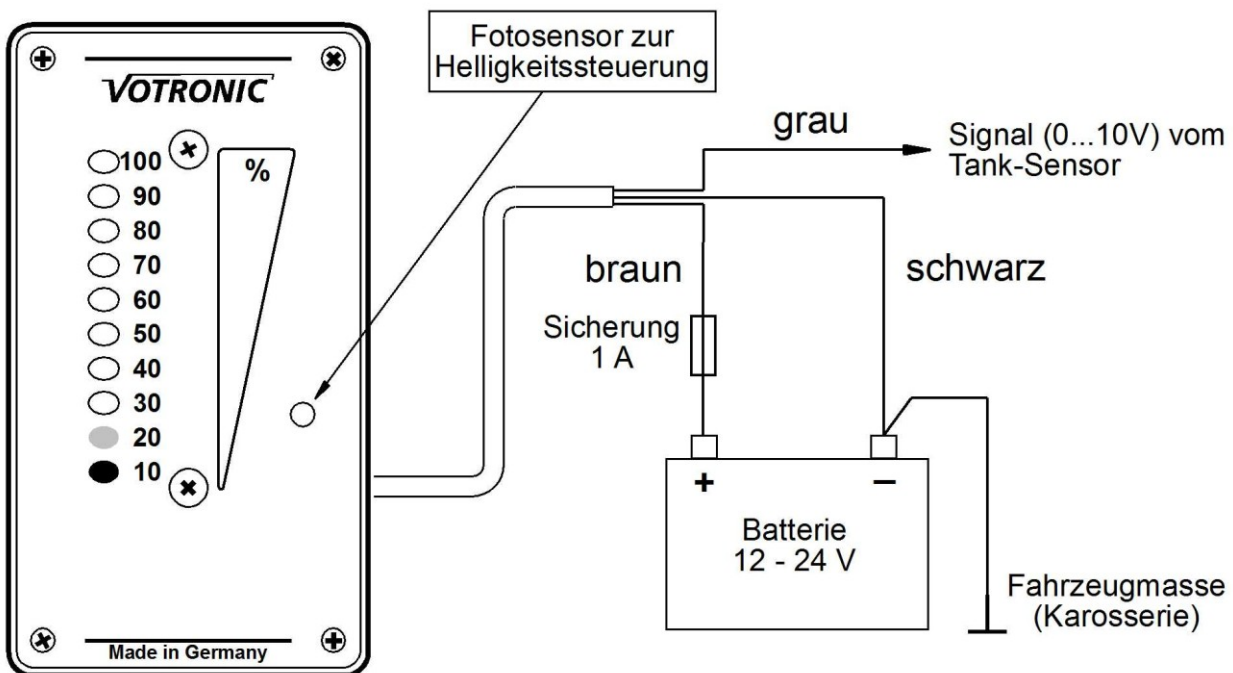 Fotosensor zur
Helligkeitssteuerung
VOTRONIC
%
100
90
80
70
60
50
40
30
20
10
Made in Germany
grau
Signal (0...10V) vom
Tank-Sensor
braun
schwarz
Sicherung
1 A
+
−
Batterie
12 - 24 V
Fahrzeugmasse
(Karosserie)